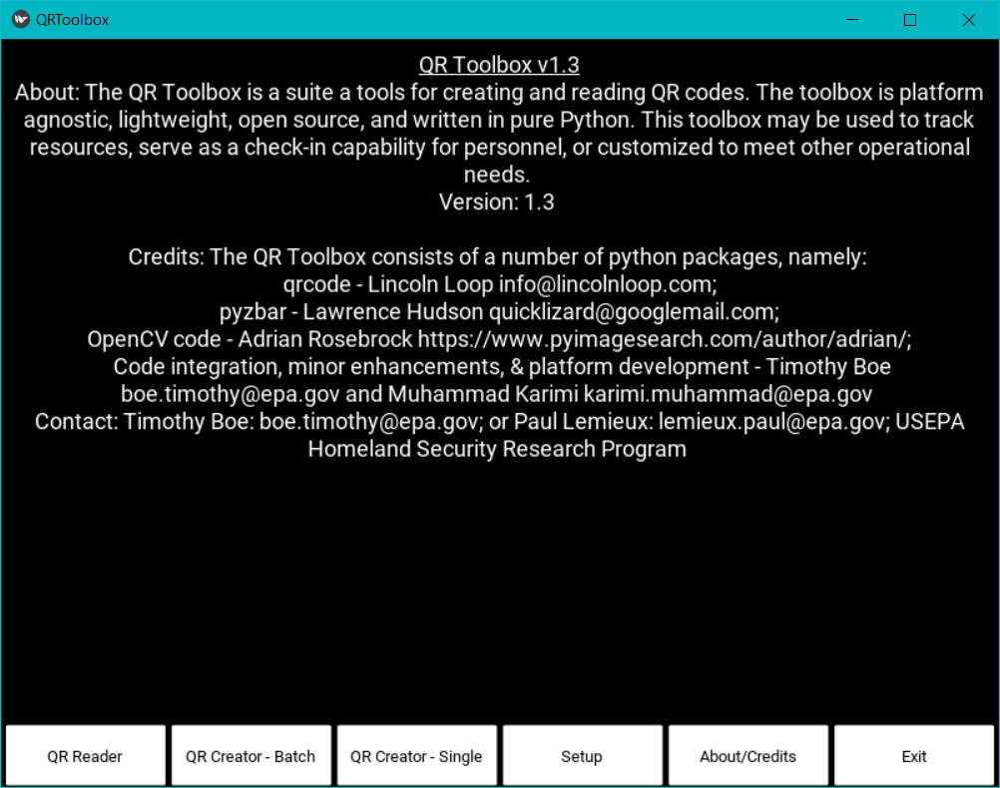 QRToolbox
QR Toolbox v1.3
About: The QR Toolbox is a suite a tools for creating and reading QR codes. The toolbox is platform
agnostic, lightweight, open source, and written in pure Python. This toolbox may be used to track
resources, serve as a check-in capability for personnel, or customized to meet other operational
needs.
Version: 1.3
Credits: The QR Toolbox consists of a number of python packages, namely:
qrcode - Lincoln Loop info@lincolnloop.com;
pyzbar - Lawrence Hudson quicklizard@googlemail.com;
OpenCV code - Adrian Rosebrock https://www.pyimagesearch.com/author/adrian/;
Code integration, minor enhancements, & platform development - Timothy Boe
boe.timothy@epa.gov and Muhammad Karimi karimi.muhammad@epa.gov
Contact: Timothy Boe: boe.timothy@epa.gov; or Paul Lemieux: lemieux.paul@epa.gov; USEPA
Homeland Security Research Program
QR Reader
QR Creator - Batch
QR Creator - Single
Setup
About/Credits
Exit